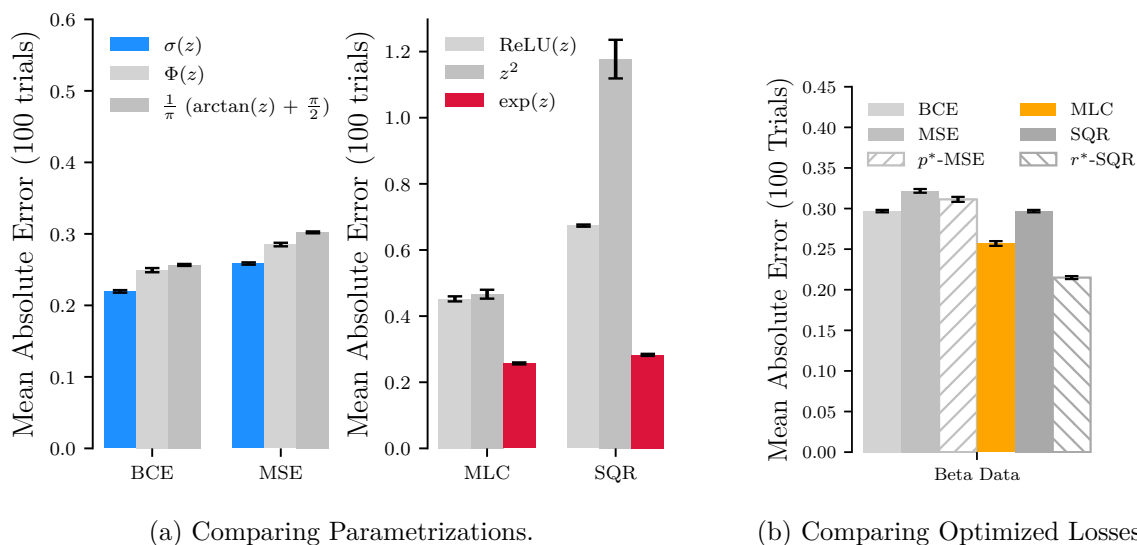 Mean Absolute Error (100 trials)
0.6
0.5
0.4
0.3
0.2
0.1
0.0
σ(z)
Φ(z)
1/π (arctan(z) + π/2)
BCE
MSE
Mean Absolute Error (100 trials)
1.2
1.0
0.8
0.6
0.4
0.2
0.0
ReLU(z)
z²
exp(z)
MLC
SQR
(a) Comparing Parametrizations.
Mean Absolute Error (100 Trials)
0.45
0.40
0.35
0.30
0.25
0.20
0.15
0.10
0.05
0.00
BCE
MSE
p*-MSE
MLC
SQR
r*-SQR
Beta Data
(b) Comparing Optimized Losses